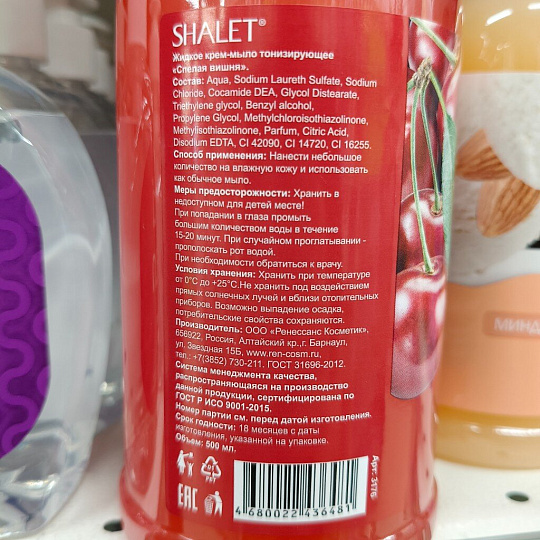 SHALET®
Жидкое крем-мыло тонизирующее
«Спелая вишня».
Состав: Aqua, Sodium Laureth Sulfate, Sodium
Chloride, Cocamide DEA, Glycol Distearate,
Triethylene glycol, Benzyl alcohol,
Propylene Glycol, Methylchloroisothiazolinone,
Methylisothiazolinone, Parfum, Citric Acid,
Disodium EDTA, CI 42090, CI 14720, CI 16255.
Способ применения: Нанести небольшое
количество на влажную кожу и использовать
как обычное мыло.
Меры предосторожности: Хранить в
недоступном для детей месте!
При попадании в глаза промыть
большим количеством воды в течение
15-20 минут. При случайном проглатывании -
прополоскать рот водой.
При необходимости обратиться к врачу.
Условия хранения: Хранить при температуре
от 0°С до +25°С.Не хранить под воздействием
прямых солнечных лучей и вблизи отопительных
приборов. Возможно выпадение осадка,
потребительские свойства сохраняются.
Производитель: ООО «Ренессанс Косметик»,
656922, Россия, Алтайский кр.,г. Барнаул,
ул. Звездная 15Б, www.ren-cosm.ru,
тел.: +7(3852) 730-211. ГОСТ 31696-2012.
Система менеджмента качества,
распространяющаяся на производство
данной продукции, сертифицирована по
ГОСТ Р ИСО 9001-2015.
Номер партии см. перед датой изготовления.
Срок годности: 18 месяцев с даты
изготовления, указанной на упаковке.
Объем: 500 мл.
01
PET
EAC
4680022436481
Арт. 3176
МИНД